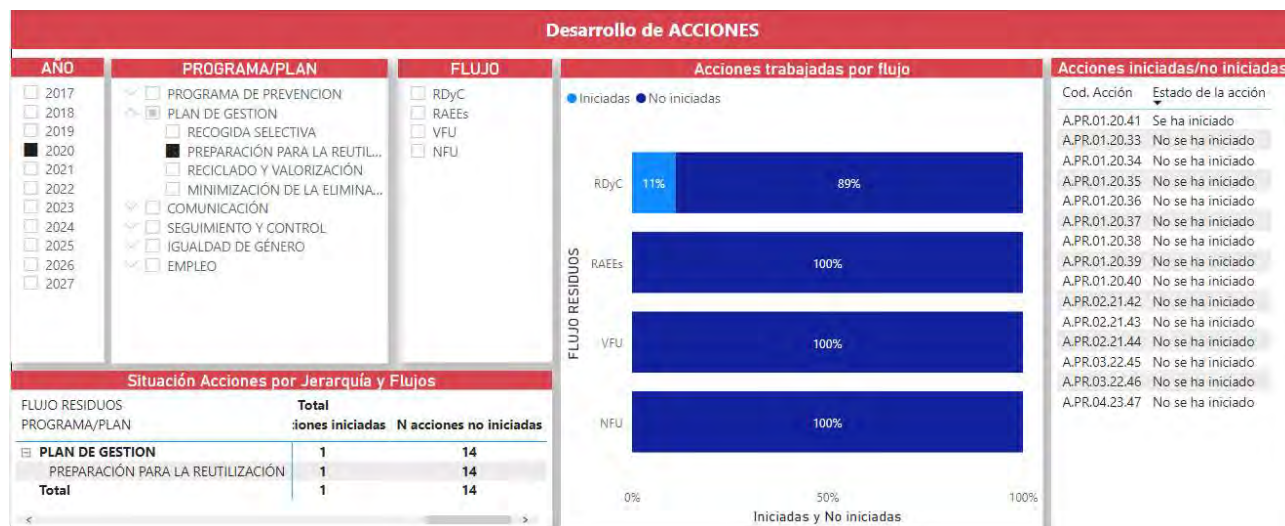 Desarrollo de ACCIONES
AÑO
2017
2018
2019
2020
2021
2022
2023
2024
2025
2026
2027
PROGRAMA/PLAN
PROGRAMA DE PREVENCION
PLAN DE GESTION
RECOGIDA SELECTIVA
PREPARACIÓN PARA LA REUTIL...
RECICLADO Y VALORIZACIÓN
MINIMIZACIÓN DE LA ELIMINA...
COMUNICACIÓN
SEGUIMIENTO Y CONTROL
IGUALDAD DE GÉNERO
EMPLEO
FLUJO
RDyC
RAEEs
VFU
NFU
Situación Acciones por Jerarquía y Flujos
FLUJO RESIDUOS Total
PROGRAMA/PLAN :iones iniciadas N acciones no iniciadas
PLAN DE GESTION 1 14
PREPARACIÓN PARA LA REUTILIZACIÓN 1 14
Total 1 14
Acciones trabajadas por flujo
Iniciadas No iniciadas
FLUJO RESIDUOS
RDyC 11% 89%
RAEEs 100%
VFU 100%
NFU 100%
0% 50% 100%
Iniciadas y No iniciadas
Acciones iniciadas/no iniciadas
Cod. Acción Estado de la acción
A.PR.01.20.41 Se ha iniciado
A.PR.01.20.33 No se ha iniciado
A.PR.01.20.34 No se ha iniciado
A.PR.01.20.35 No se ha iniciado
A.PR.01.20.36 No se ha iniciado
A.PR.01.20.37 No se ha iniciado
A.PR.01.20.38 No se ha iniciado
A.PR.01.20.39 No se ha iniciado
A.PR.01.20.40 No se ha iniciado
A.PR.02.21.42 No se ha iniciado
A.PR.02.21.43 No se ha iniciado
A.PR.02.21.44 No se ha iniciado
A.PR.03.22.45 No se ha iniciado
A.PR.03.22.46 No se ha iniciado
A.PR.04.23.47 No se ha iniciado